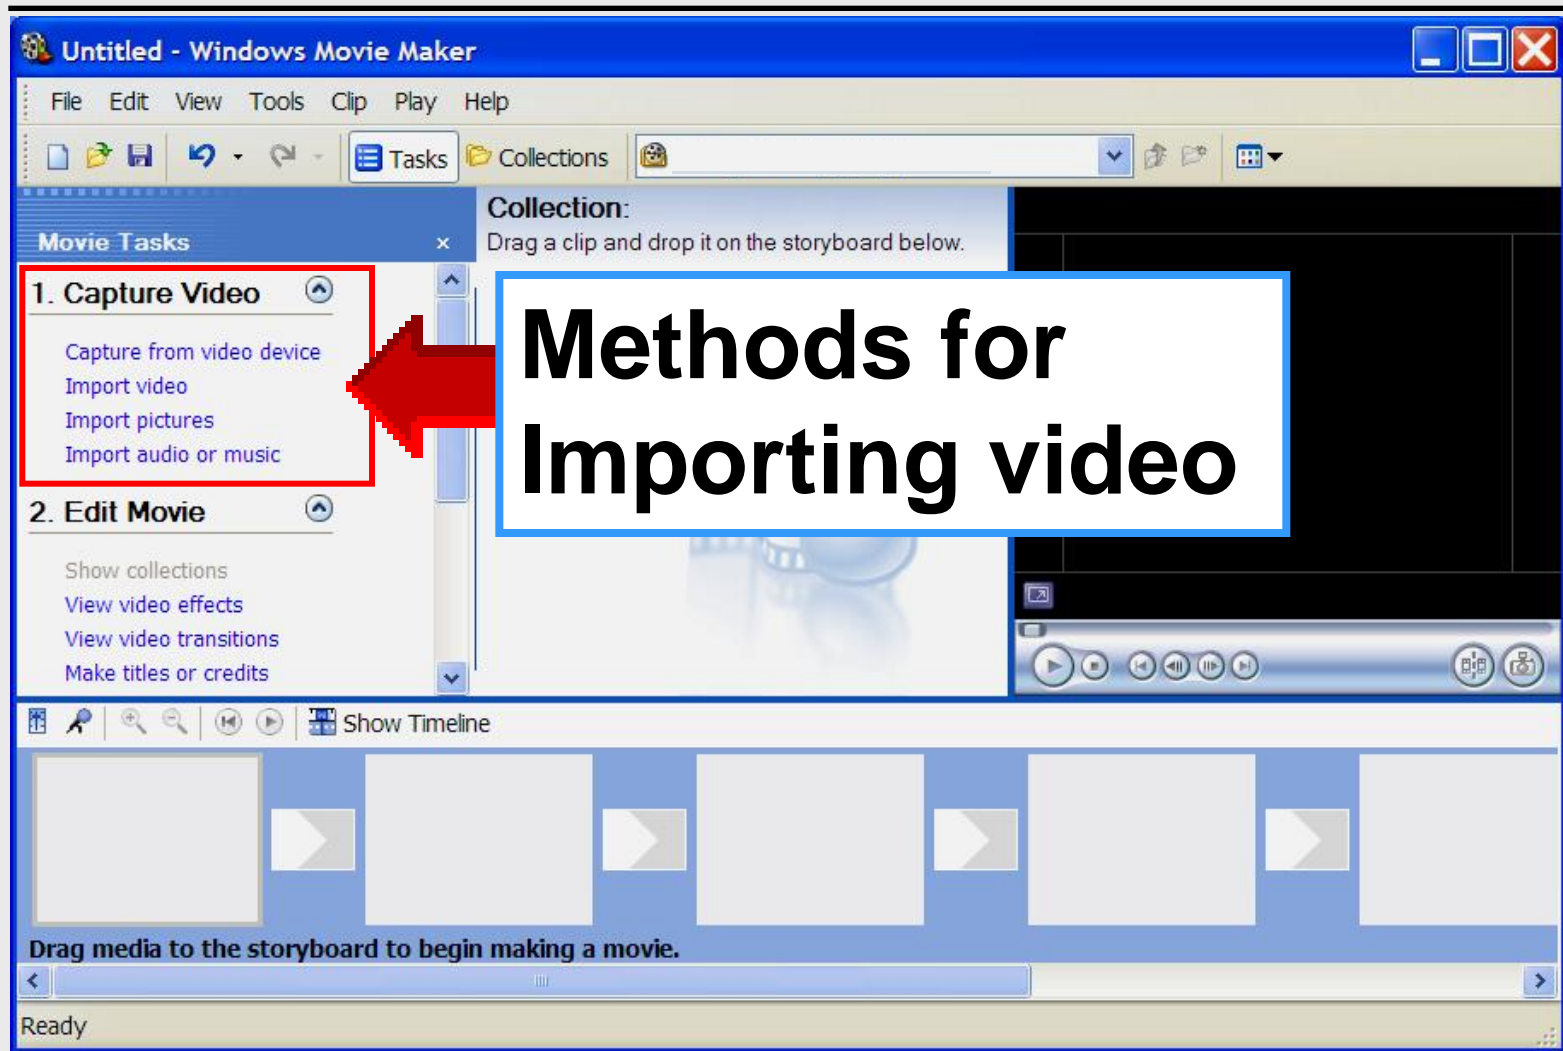 Untitled - Windows Movie Maker
File Edit View Tools Clip Play Help
Tasks Collections
Movie Tasks
Collection:
Drag a clip and drop it on the storyboard below.
1. Capture Video
Capture from video device
Import video
Import pictures
Import audio or music
Methods for
Importing video
2. Edit Movie
Show collections
View video effects
View video transitions
Make titles or credits
Show Timeline
Drag media to the storyboard to begin making a movie.
Ready